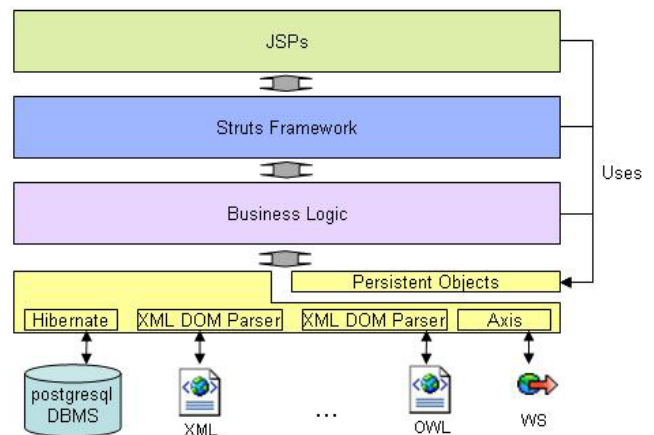 JSPs
Struts Framework
Uses
Business Logic
Persistent Objects
Hibernate
XML DOM Parser
XML DOM Parser
Axis
postgresql
DBMS
XML
...
OWL
WS